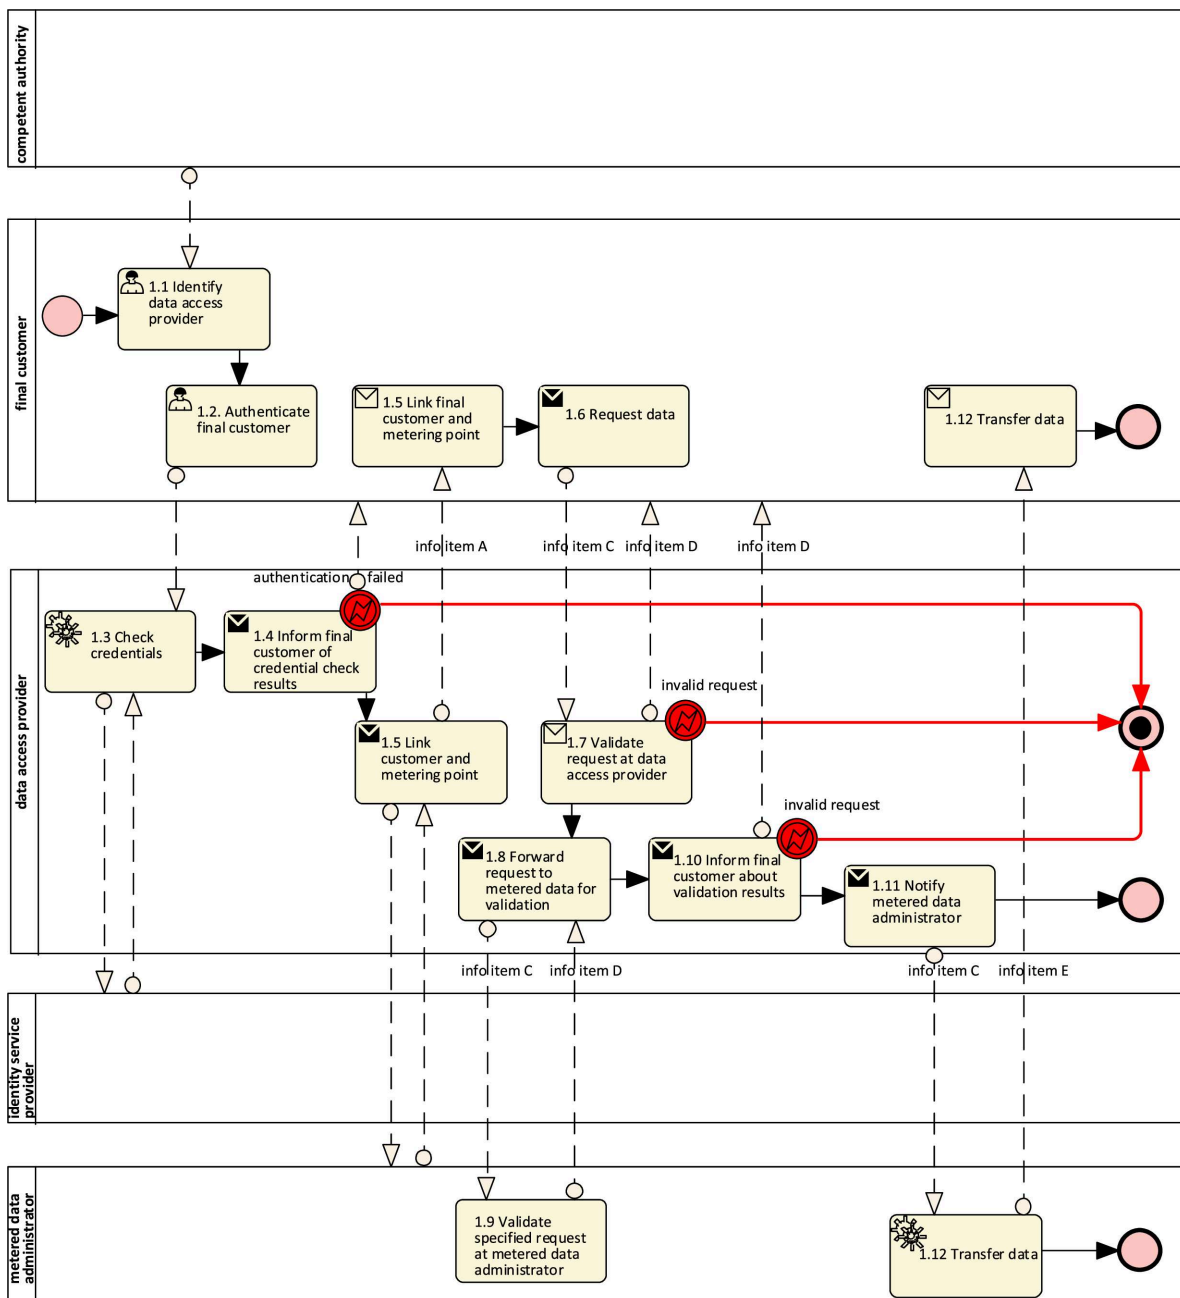 competent authority
final customer
1.1 Identify
data access
provider
1.2. Authenticate
final customer
1.5 Link final
customer and
metering point
1.6 Request data
1.12 Transfer data
info item A
info item C
info item D
info item D
data access provider
authentication failed
1.3 Check
credentials
1.4 Inform final
customer of
credential check
results
invalid request
1.5 Link
customer and
metering point
1.7 Validate
request at data
access provider
invalid request
1.8 Forward
request to
metered data for
validation
1.10 Inform final
customer about
validation results
1.11 Notify
metered data
administrator
info item C
info item D
info item C
info item E
identity service
provider
metered data
administrator
1.9 Validate
specified request
at metered data
administrator
1.12 Transfer data